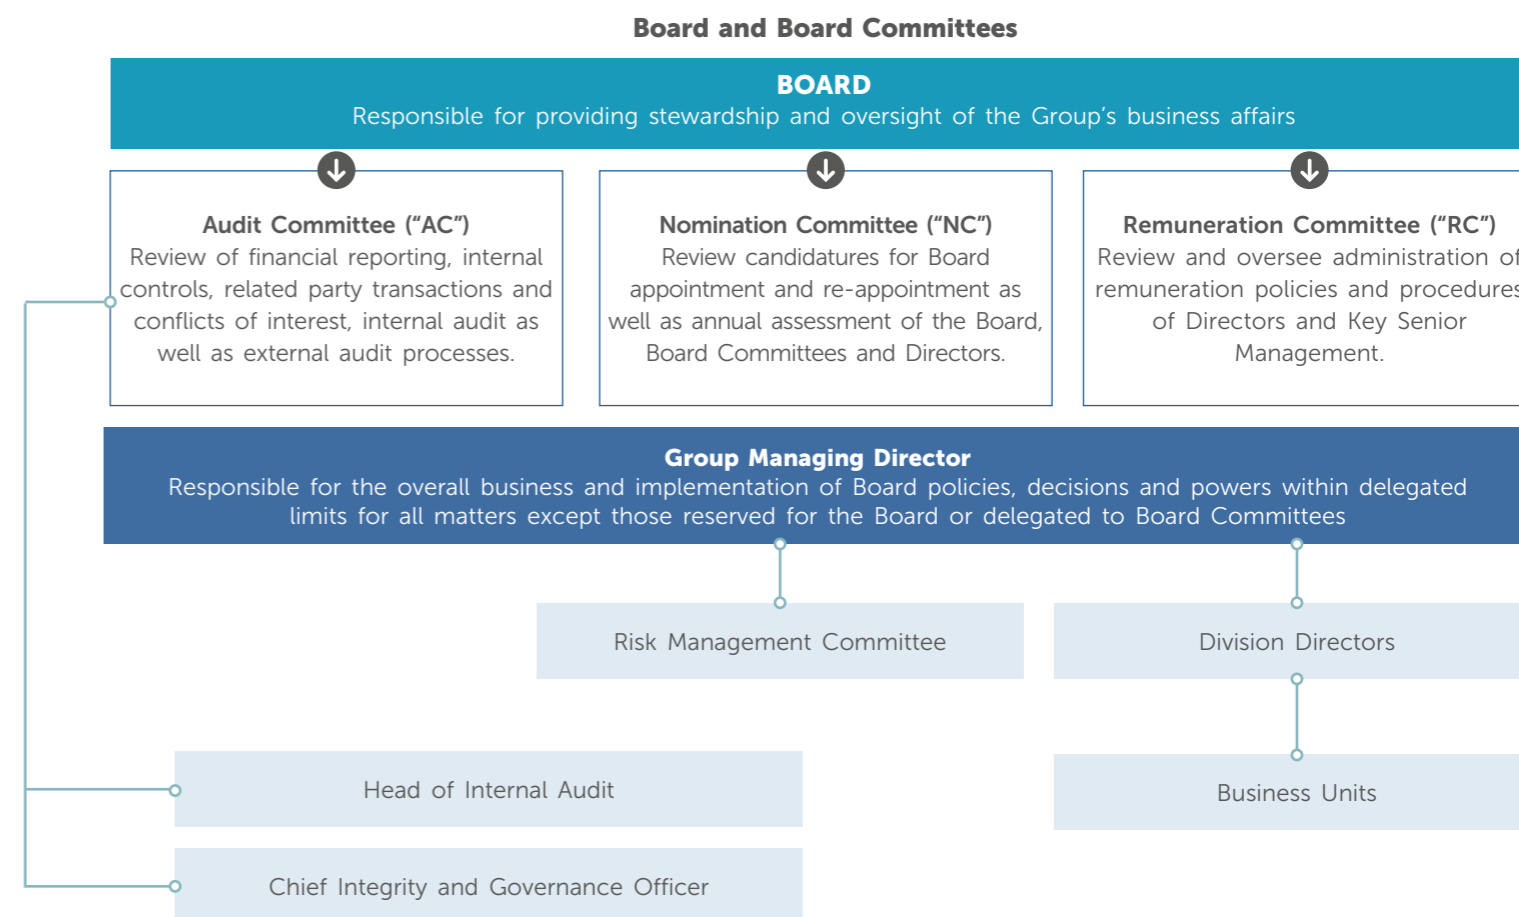 Board and Board Committees
BOARD
Responsible for providing stewardship and oversight of the Group’s business affairs
Audit Committee (“AC”)
Review of financial reporting, internal
controls, related party transactions and
conflicts of interest, internal audit as
well as external audit processes.
Nomination Committee (“NC”)
Review candidatures for Board
appointment and re-appointment as
well as annual assessment of the Board,
Board Committees and Directors.
Remuneration Committee (“RC”)
Review and oversee administration of
remuneration policies and procedures
of Directors and Key Senior
Management.
Group Managing Director
Responsible for the overall business and implementation of Board policies, decisions and powers within delegated
limits for all matters except those reserved for the Board or delegated to Board Committees
Risk Management Committee
Division Directors
Head of Internal Audit
Business Units
Chief Integrity and Governance Officer